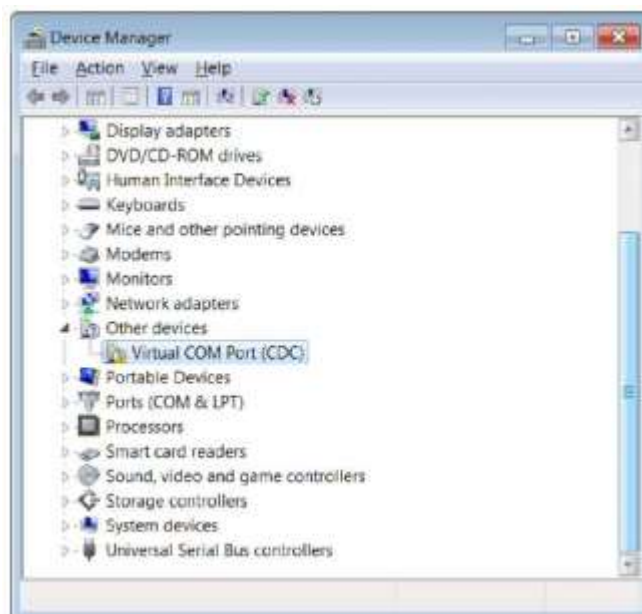 Device Manager
File Action View Help
Display adapters
DVD/CD-ROM drives
Human Interface Devices
Keyboards
Mice and other pointing devices
Modems
Monitors
Network adapters
Other devices
Virtual COM Port (CDC)
Portable Devices
Ports (COM & LPT)
Processors
Smart card readers
Sound, video and game controllers
Storage controllers
System devices
Universal Serial Bus controllers